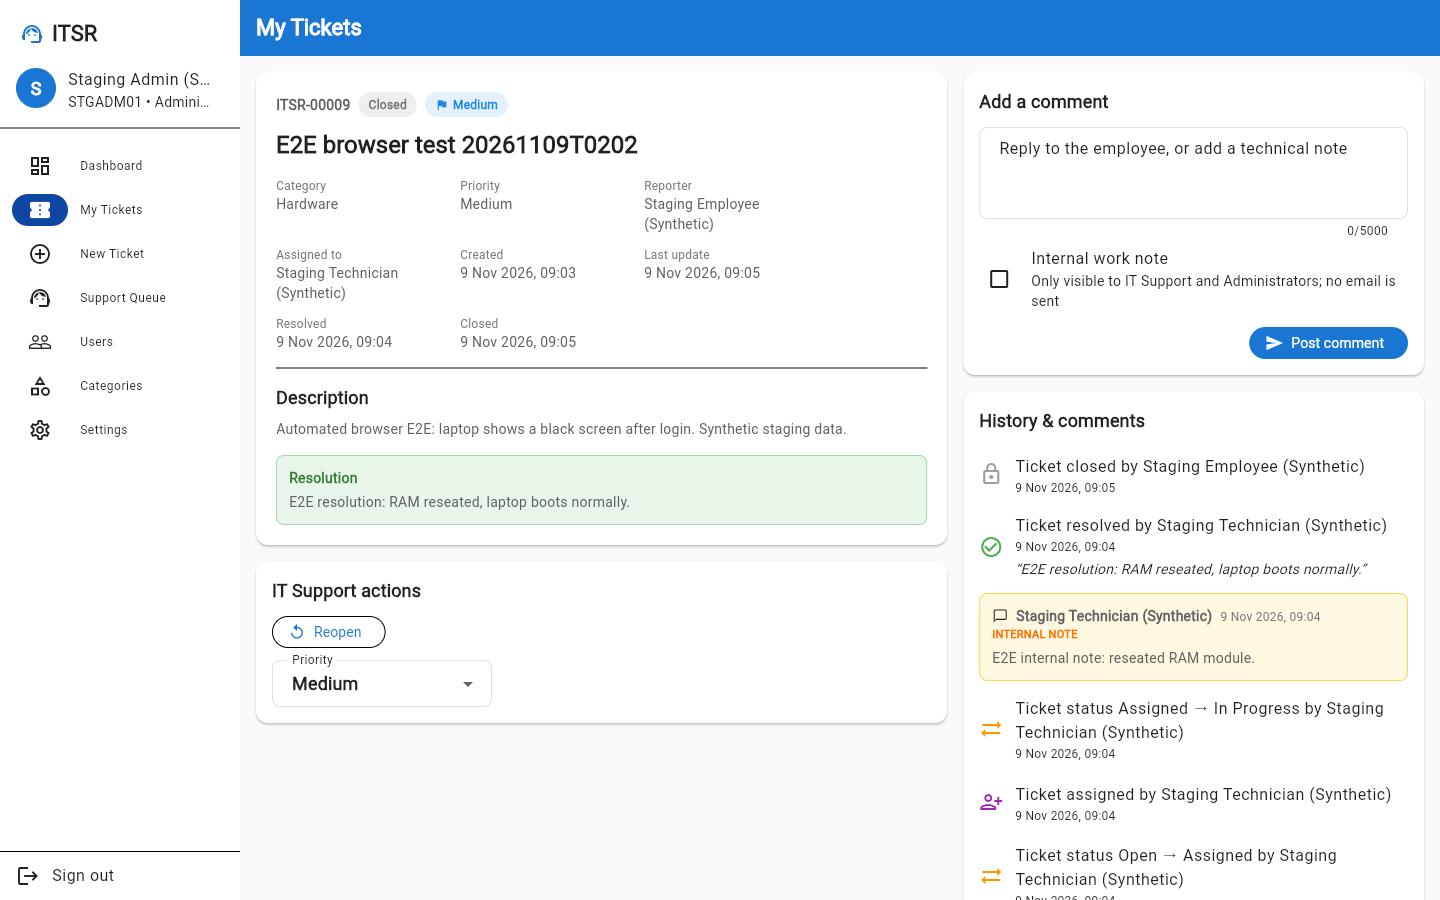 ITSR
S
Staging Admin (S...
STGADM01 • Admini...
Dashboard
My Tickets
New Ticket
Support Queue
Users
Categories
Settings
Sign out
My Tickets
ITSR-00009
Closed
Medium
E2E browser test 20261109T0202
Category
Hardware
Priority
Medium
Reporter
Staging Employee
(Synthetic)
Assigned to
Staging Technician
(Synthetic)
Created
9 Nov 2026, 09:03
Last update
9 Nov 2026, 09:05
Resolved
9 Nov 2026, 09:04
Closed
9 Nov 2026, 09:05
Description
Automated browser E2E: laptop shows a black screen after login. Synthetic staging data.
Resolution
E2E resolution: RAM reseated, laptop boots normally.
IT Support actions
Reopen
Priority
Medium
Add a comment
Reply to the employee, or add a technical note
0/5000
Internal work note
Only visible to IT Support and Administrators; no email is
sent
Post comment
History & comments
Ticket closed by Staging Employee (Synthetic)
9 Nov 2026, 09:05
Ticket resolved by Staging Technician (Synthetic)
9 Nov 2026, 09:04
“E2E resolution: RAM reseated, laptop boots normally.”
Staging Technician (Synthetic) 9 Nov 2026, 09:04
INTERNAL NOTE
E2E internal note: reseated RAM module.
Ticket status Assigned → In Progress by Staging
Technician (Synthetic)
9 Nov 2026, 09:04
Ticket assigned by Staging Technician (Synthetic)
9 Nov 2026, 09:04
Ticket status Open → Assigned by Staging
Technician (Synthetic)
9 Nov 2026, 09:04